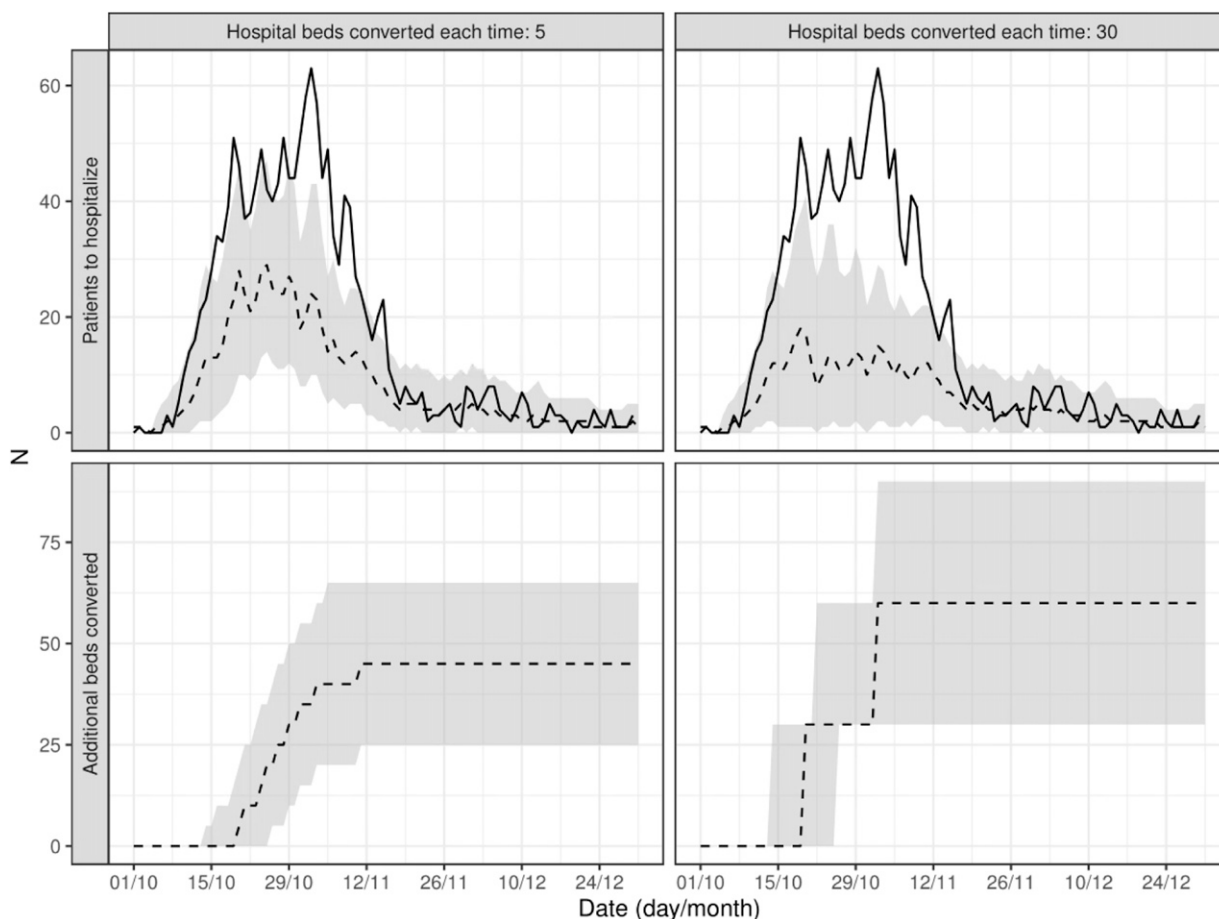 Hospital beds converted each time: 5
Hospital beds converted each time: 30
Patients to hospitalize
60
40
20
0
N
Additional beds converted
75
50
25
0
01/10 15/10 29/10 12/11 26/11 10/12 24/12
01/10 15/10 29/10 12/11 26/11 10/12 24/12
Date (day/month)